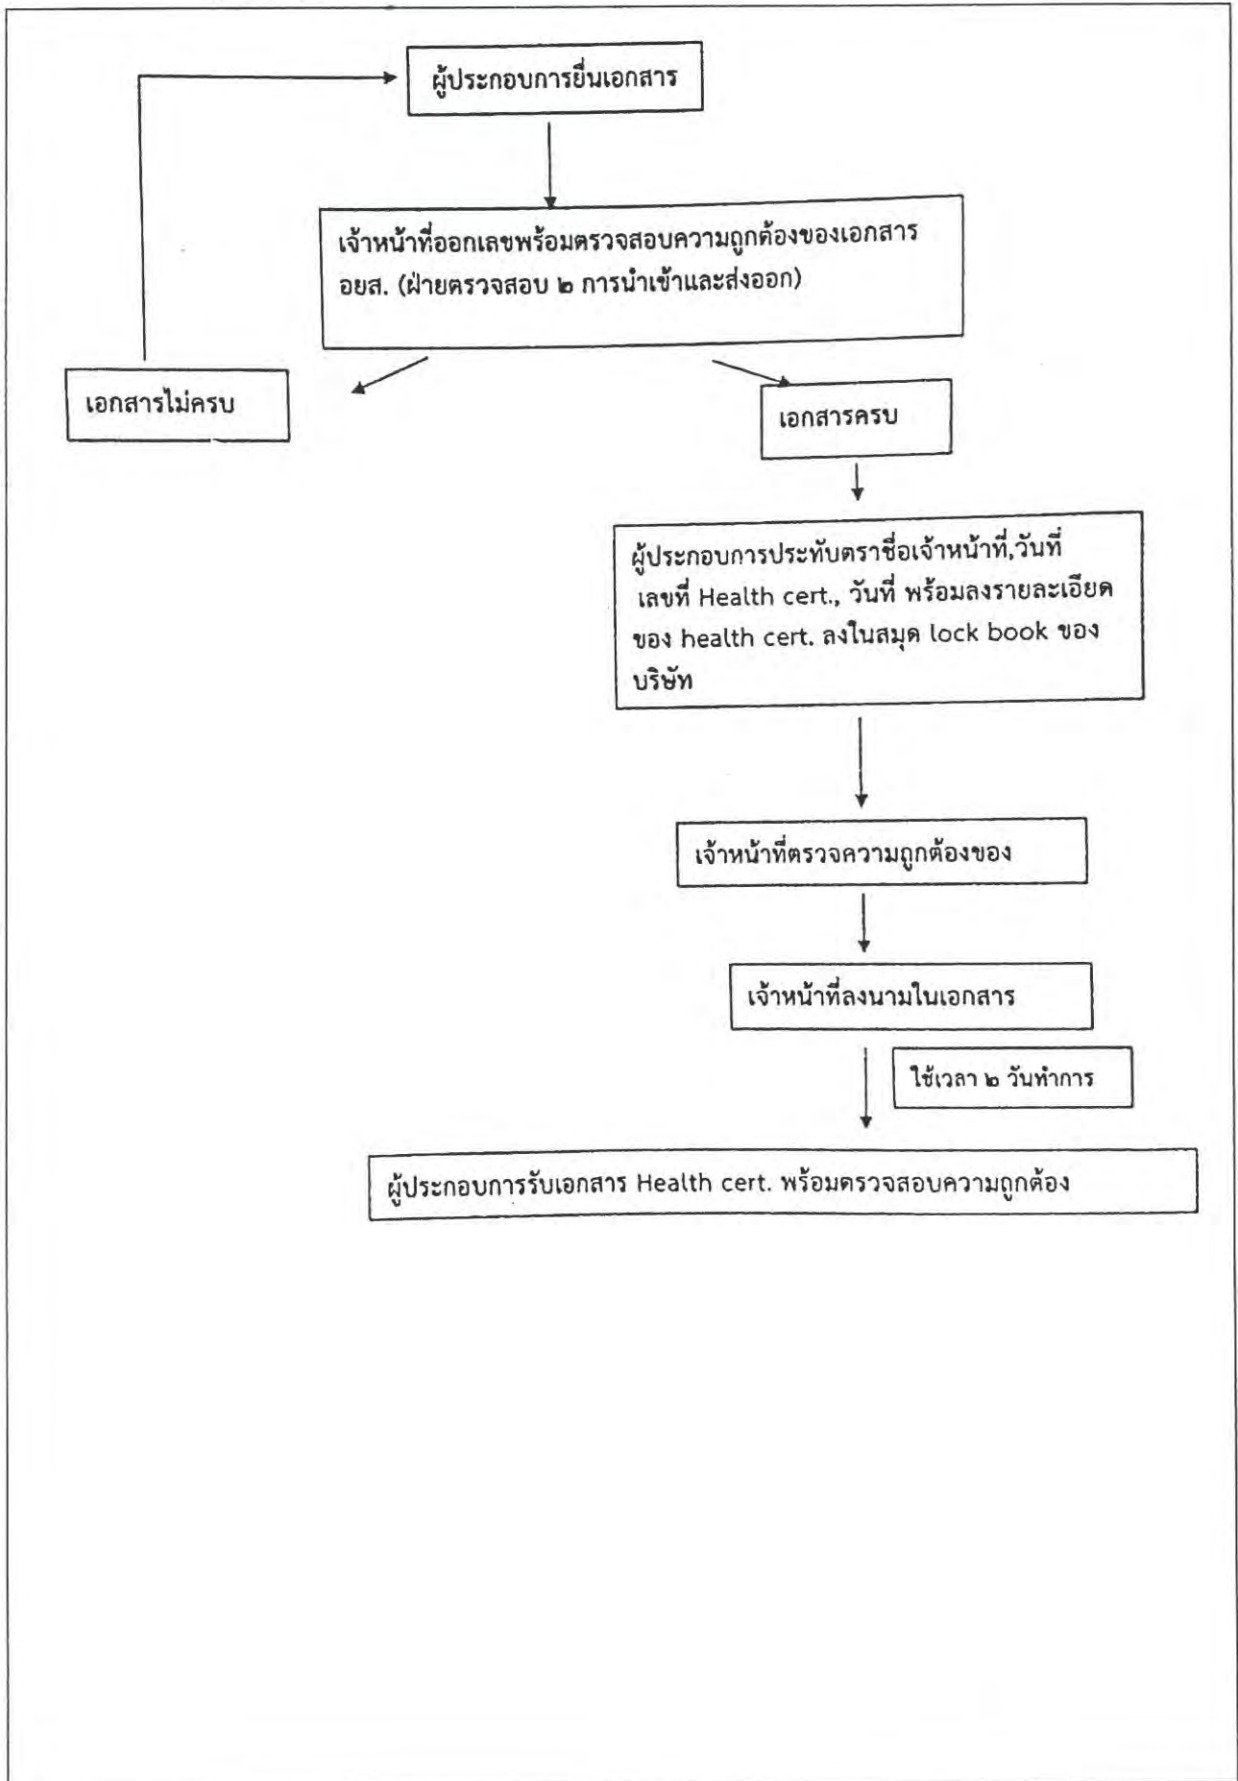 ผู้ประกอบการยื่นเอกสาร
เจ้าหน้าที่ออกเลขพร้อมตรวจสอบความถูกต้องของเอกสาร
อยส. (ฝ่ายตรวจสอบ ๒ การนำเข้าและส่งออก)
เอกสารไม่ครบ
เอกสารครบ
ผู้ประกอบการประทับตราชื่อเจ้าหน้าที่,วันที่
เลขที่ Health cert., วันที่ พร้อมลงรายละเอียด
ของ health cert. ลงในสมุด lock book ของ
บริษัท
เจ้าหน้าที่ตรวจความถูกต้องของ
เจ้าหน้าที่ลงนามในเอกสาร
ใช้เวลา ๒ วันทำการ
ผู้ประกอบการรับเอกสาร Health cert. พร้อมตรวจสอบความถูกต้อง